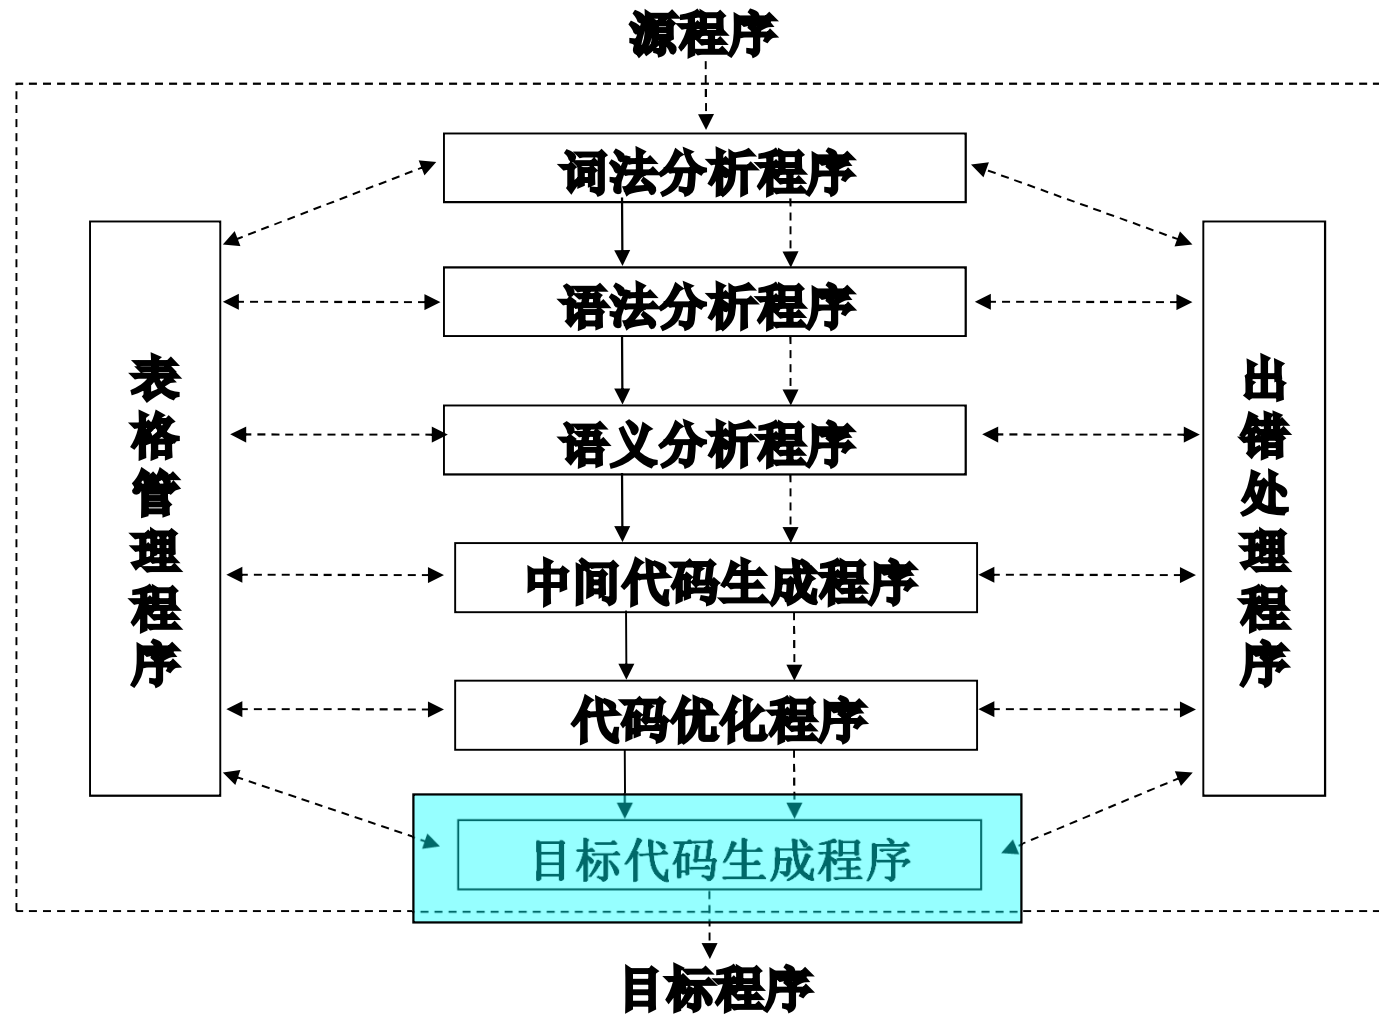 源程序
词法分析程序
语法分析程序
语义分析程序
中间代码生成程序
代码优化程序
目标代码生成程序
目标程序
表格管理程序
出错处理程序